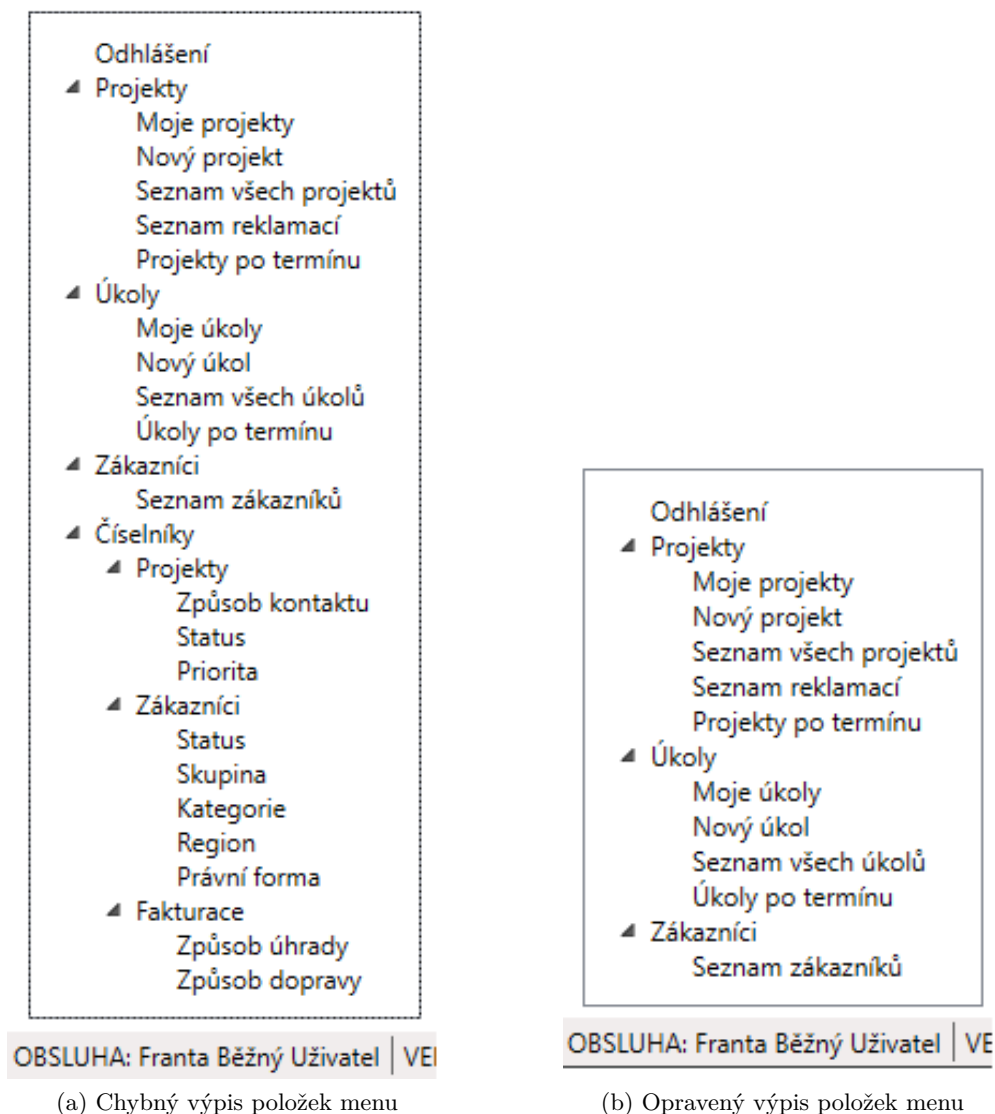 Odhlášení
Projekty
Moje projekty
Nový projekt
Seznam všech projektů
Seznam reklamací
Projekty po termínu
Úkoly
Moje úkoly
Nový úkol
Seznam všech úkolů
Úkoly po termínu
Zákazníci
Seznam zákazníků
Číselníky
Projekty
Způsob kontaktu
Status
Priorita
Zákazníci
Status
Skupina
Kategorie
Region
Právní forma
Fakturace
Způsob úhrady
Způsob dopravy
OBSLUHA: Franta Běžný Uživatel
(a) Chybný výpis položek menu
Odhlášení
Projekty
Moje projekty
Nový projekt
Seznam všech projektů
Seznam reklamací
Projekty po termínu
Úkoly
Moje úkoly
Nový úkol
Seznam všech úkolů
Úkoly po termínu
Zákazníci
Seznam zákazníků
OBSLUHA: Franta Běžný Uživatel VE
(b) Opravený výpis položek menu